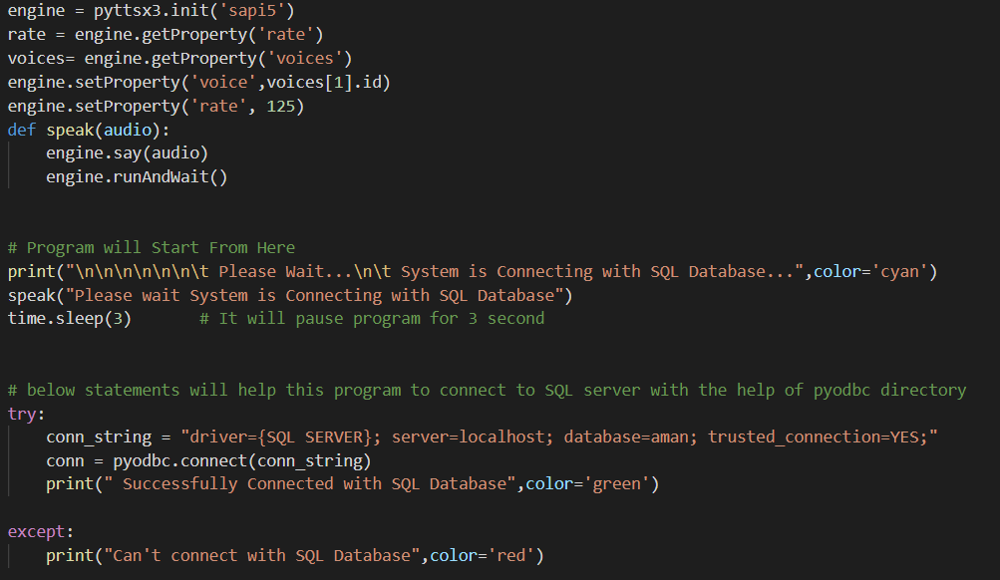 engine = pyttsx3.init('sapi5')
rate = engine.getProperty('rate')
voices= engine.getProperty('voices')
engine.setProperty('voice',voices[1].id)
engine.setProperty('rate', 125)
def speak(audio):
    engine.say(audio)
    engine.runAndWait()
# Program will Start From Here
print("\n\n\n\n\n\n\t Please Wait...\n\t System is Connecting with SQL Database...",color='cyan')
speak("Please wait System is Connecting with SQL Database")
time.sleep(3)       # It will pause program for 3 second
# below statements will help this program to connect to SQL server with the help of pyodbc directory
try:
    conn_string = "driver={SQL SERVER}; server=localhost; database=aman; trusted_connection=YES;"
    conn = pyodbc.connect(conn_string)
    print(" Successfully Connected with SQL Database",color='green')
except:
    print("Can't connect with SQL Database",color='red')